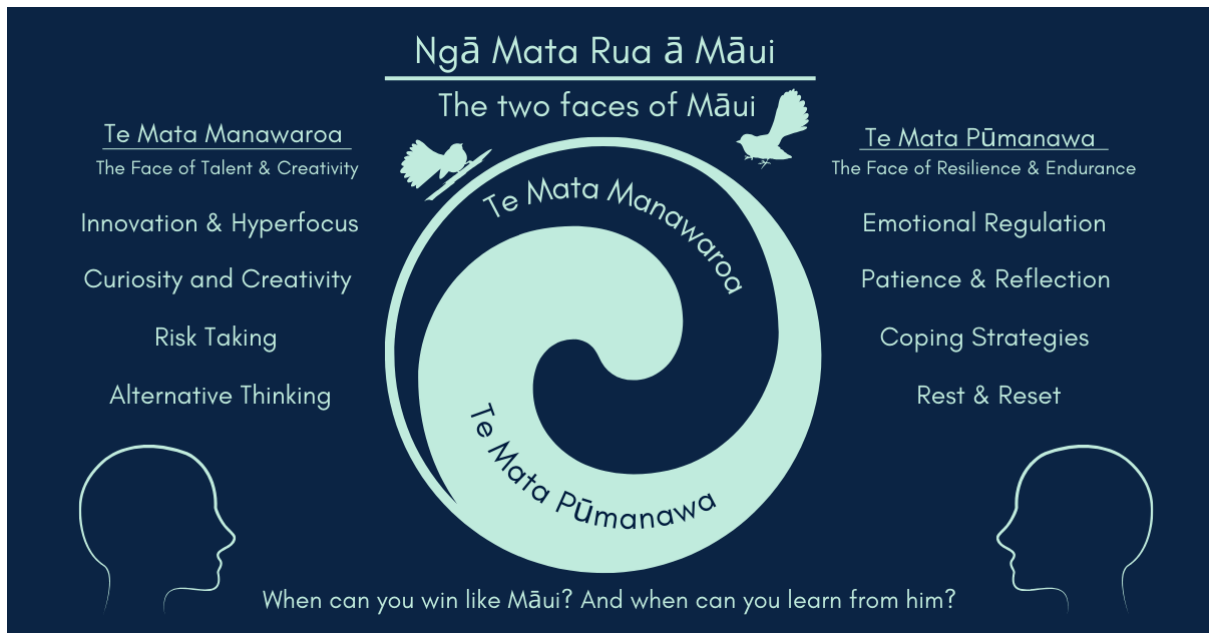 Ngā Mata Rua ā Māui
The two faces of Māui
Te Mata Manawaroa
The Face of Talent & Creativity
Innovation & Hyperfocus
Curiosity and Creativity
Risk Taking
Alternative Thinking
Te Mata Manawaroa
Te Mata Pūmanawa
Te Mata Pūmanawa
The Face of Resilience & Endurance
Emotional Regulation
Patience & Reflection
Coping Strategies
Rest & Reset
When can you win like Māui? And when can you learn from him?